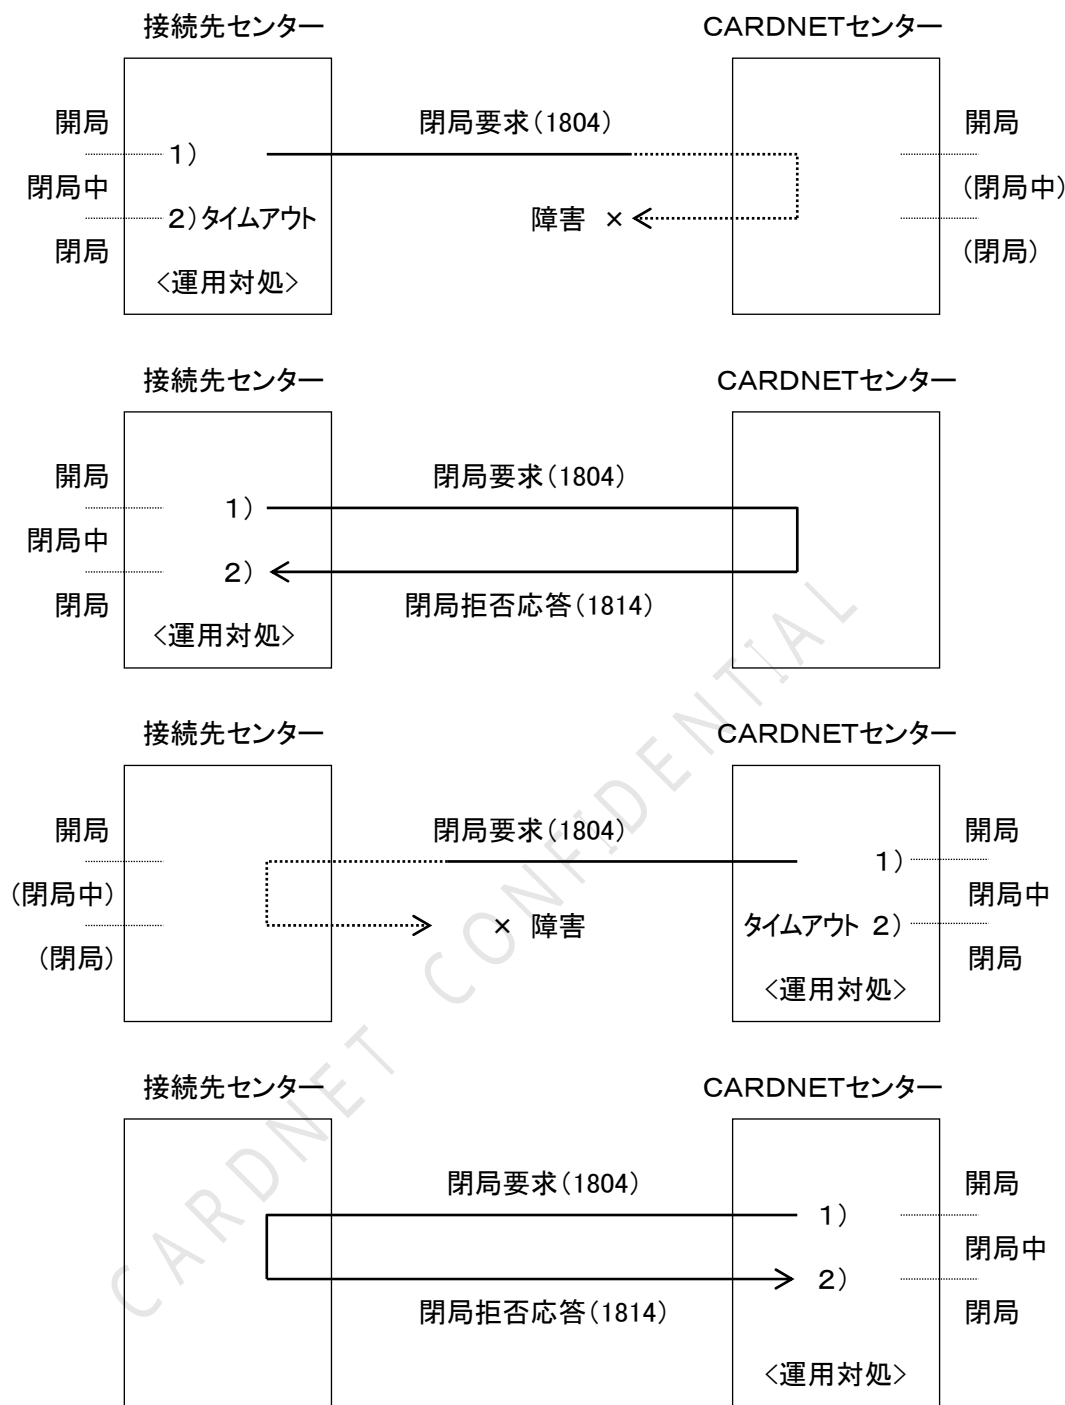 接続先センター
CARDNETセンター
開局
閉局要求(1804)
開局
1)
閉局中
(閉局中)
2)タイムアウト
障害 ×
閉局
(閉局)
<運用対処>
接続先センター
CARDNETセンター
開局
閉局要求(1804)
1)
閉局中
2)
閉局
閉局拒否応答(1814)
<運用対処>
接続先センター
CARDNETセンター
開局
閉局要求(1804)
開局
1)
(閉局中)
閉局中
× 障害
タイムアウト 2)
(閉局)
閉局
<運用対処>
接続先センター
CARDNETセンター
閉局要求(1804)
開局
1)
閉局中
2)
閉局拒否応答(1814)
閉局
<運用対処>
CARDNET CONFIDENTIAL